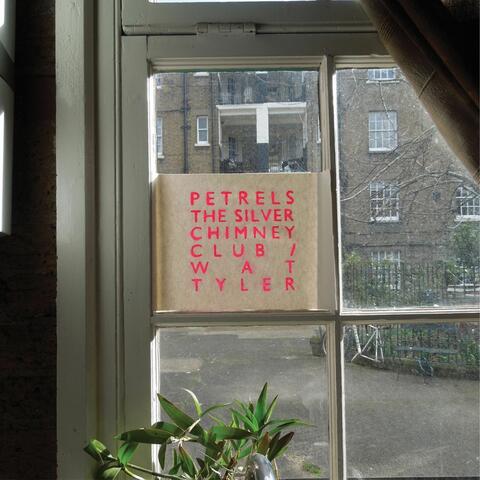 PETRELS
THE SILVER
CHIMNEY
CLUB /
WAT
TYLER